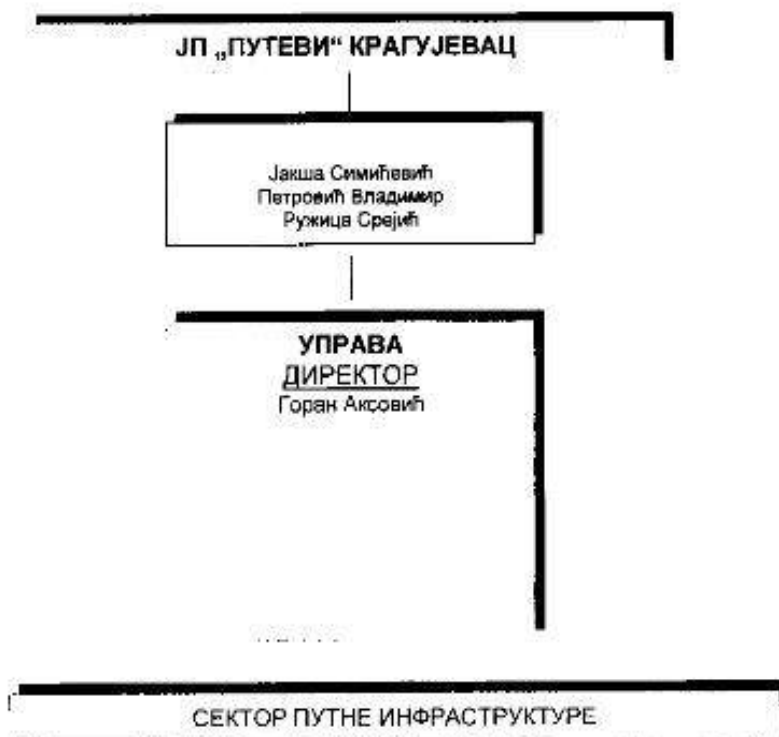 ЈП „ПУТЕВИ“ КРАГУЈЕВАЦ
Јакша Симићевић
Петровић Владимир
Ружица Срејић
УПРАВА
ДИРЕКТОР
Горан Аксовић
СЕКТОР ПУТНЕ ИНФРАСТРУКТУРЕ